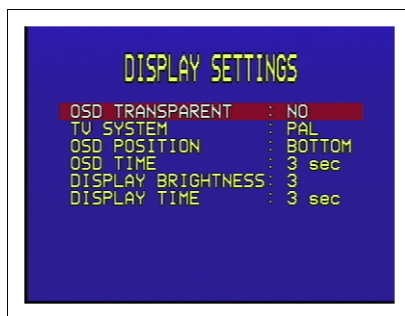 DISPLAY SETTINGS
OSD TRANSPARENT : NO
TV SYSTEM : PAL
OSD POSITION : BOTTOM
OSD TIME : 3 sec
DISPLAY BRIGHTNESS: 3
DISPLAY TIME : 3 sec